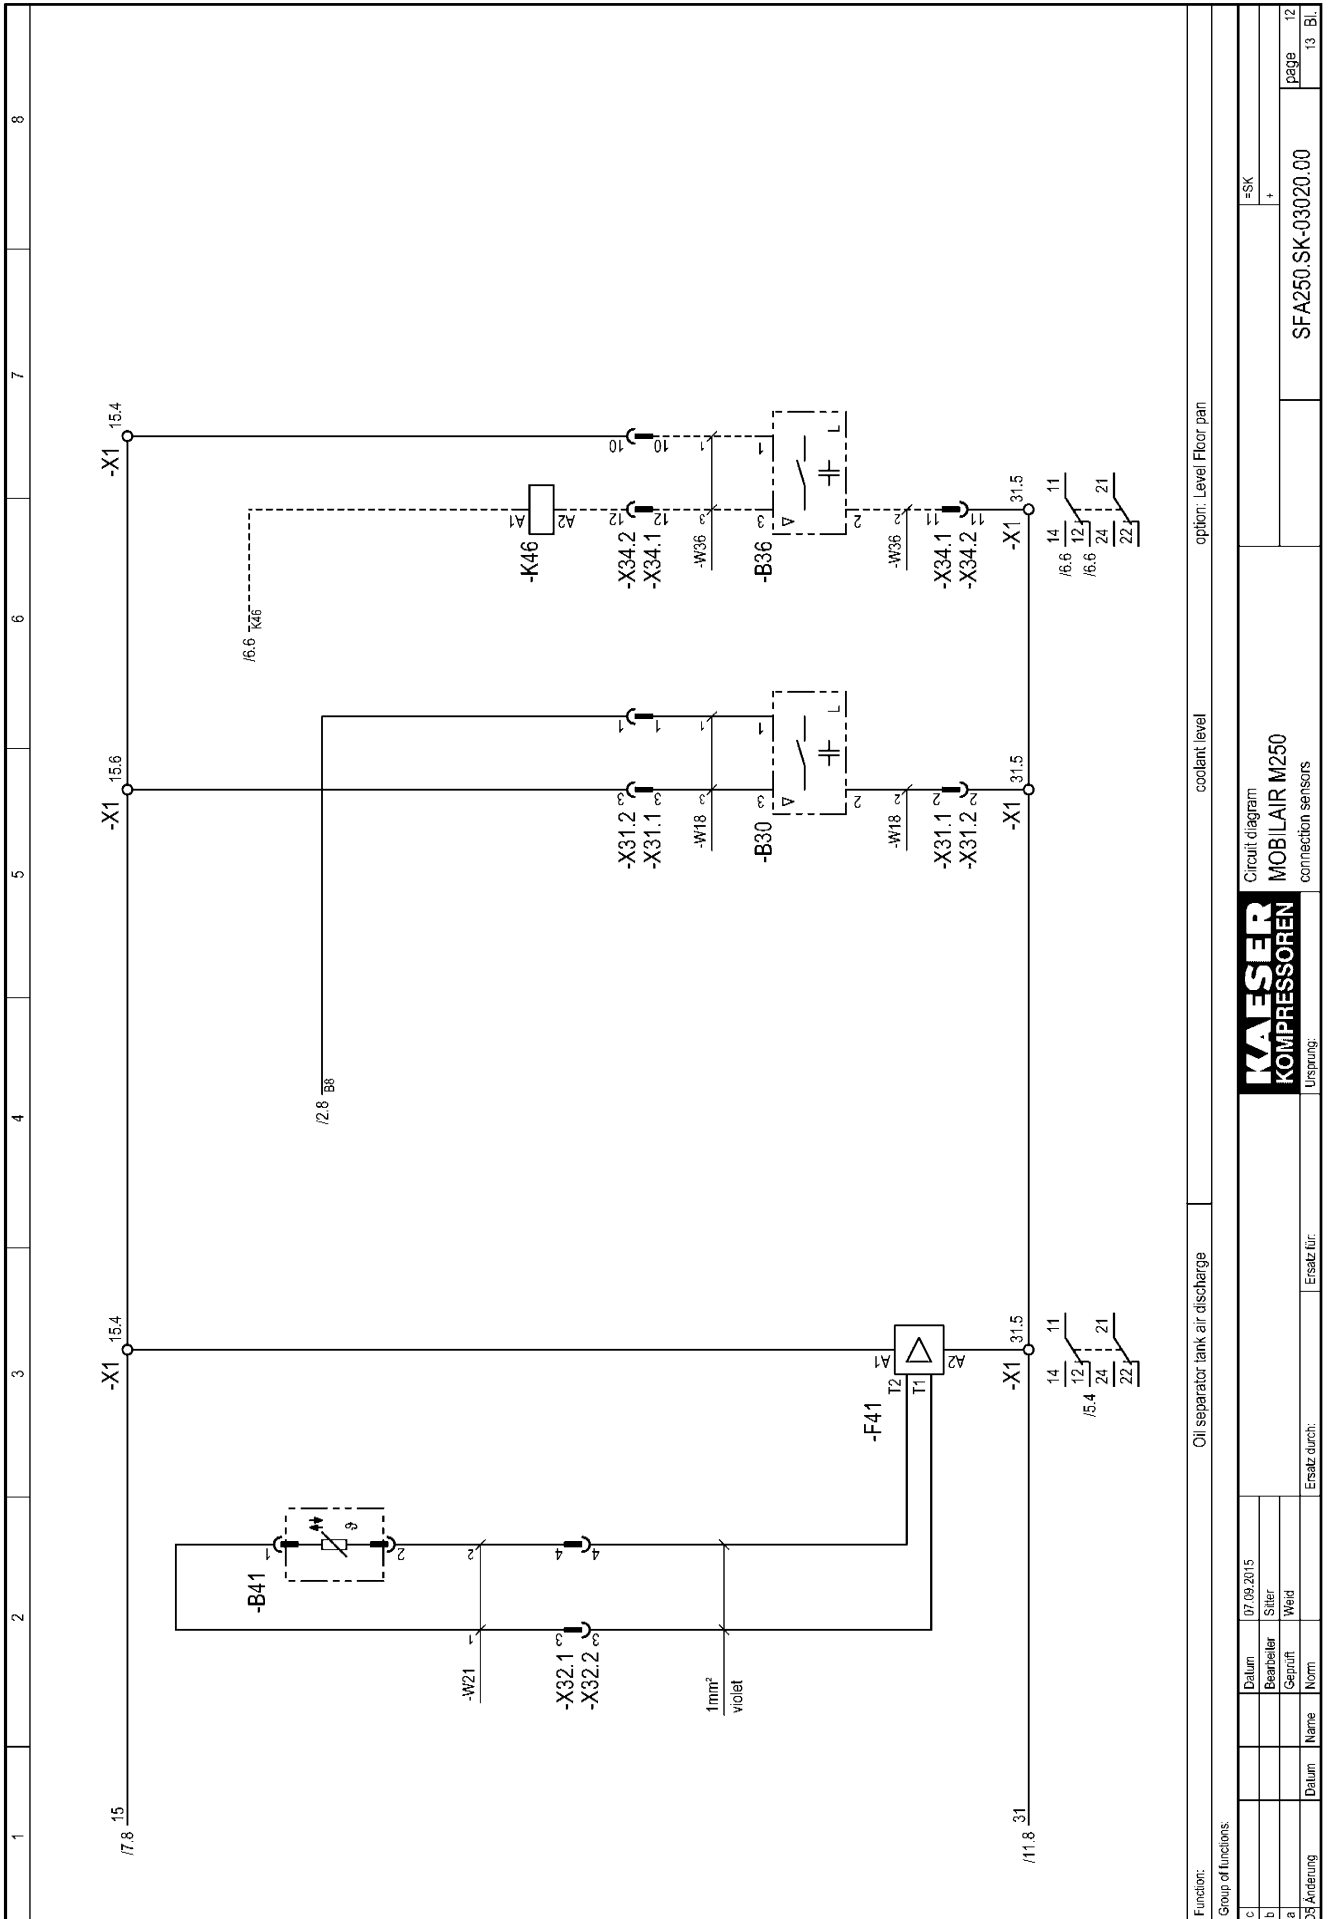 1 2 3 4 5 6 7 8
/7.8 15
-X1 15.4
-X1 15.6
-X1 15.4
/6.6 K46
/2.8 B8
-B41
1
2
-W21 1 2
-X32.1 3 4
-X32.2 3 4
1mm²
violet
-F41
T2
T1
A1
A2
-K46
A1
A2
-X31.2 3 1
-X31.1 3 1
-W18 3 1
-B30 3 1
L
2
-W18 2
-X31.1 2
-X31.2 2
-X34.2 12 10
-X34.1 12 10
-W36 3 1
-B36 3 1
L
2
-W36 2
-X34.1 11
-X34.2 11
/11.8 31
-X1 31.5
-X1 31.5
-X1 31.5
14 11
/5.4 12
24 21
22
/6.6 14 11
/6.6 12
24 21
22
Function:
Oil separator tank air discharge
coolant level
option: Level Floor pan
Group of functions:
c
b
a
05 Änderung
Datum
Name
Datum 07.09.2015
Bearbeiter Sitter
Geprüft Weid
Norm
Ersatz durch:
Ersatz für:
Ursprung:
KAESER
KOMPRESSOREN
Circuit diagram
MOBILAIR M250
connection sensors
=SK
+
SFA250.SK-03020.00
page 12
13 Bl.